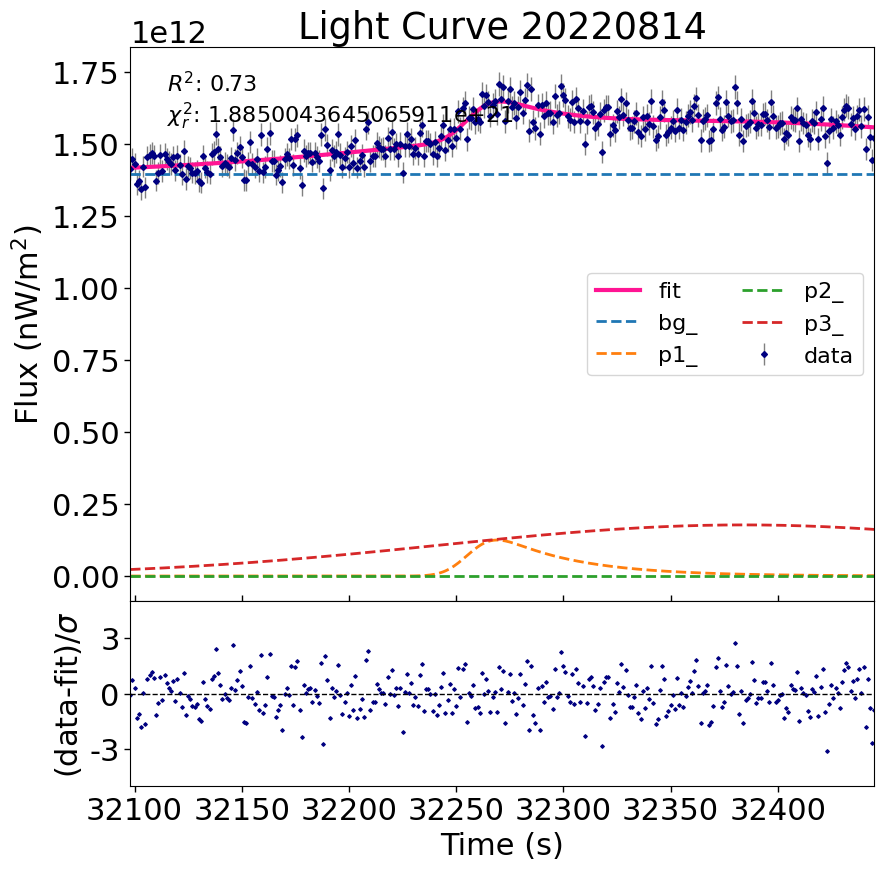 Light Curve 20220814
1e12
R²: 0.73
χ²ᵣ: 1.8850043645065911e+21
Flux (nW/m²)
1.75
1.50
1.25
1.00
0.75
0.50
0.25
0.00
fit
bg_
p1_
p2_
p3_
data
(data-fit)/σ
3
0
-3
32100 32150 32200 32250 32300 32350 32400
Time (s)